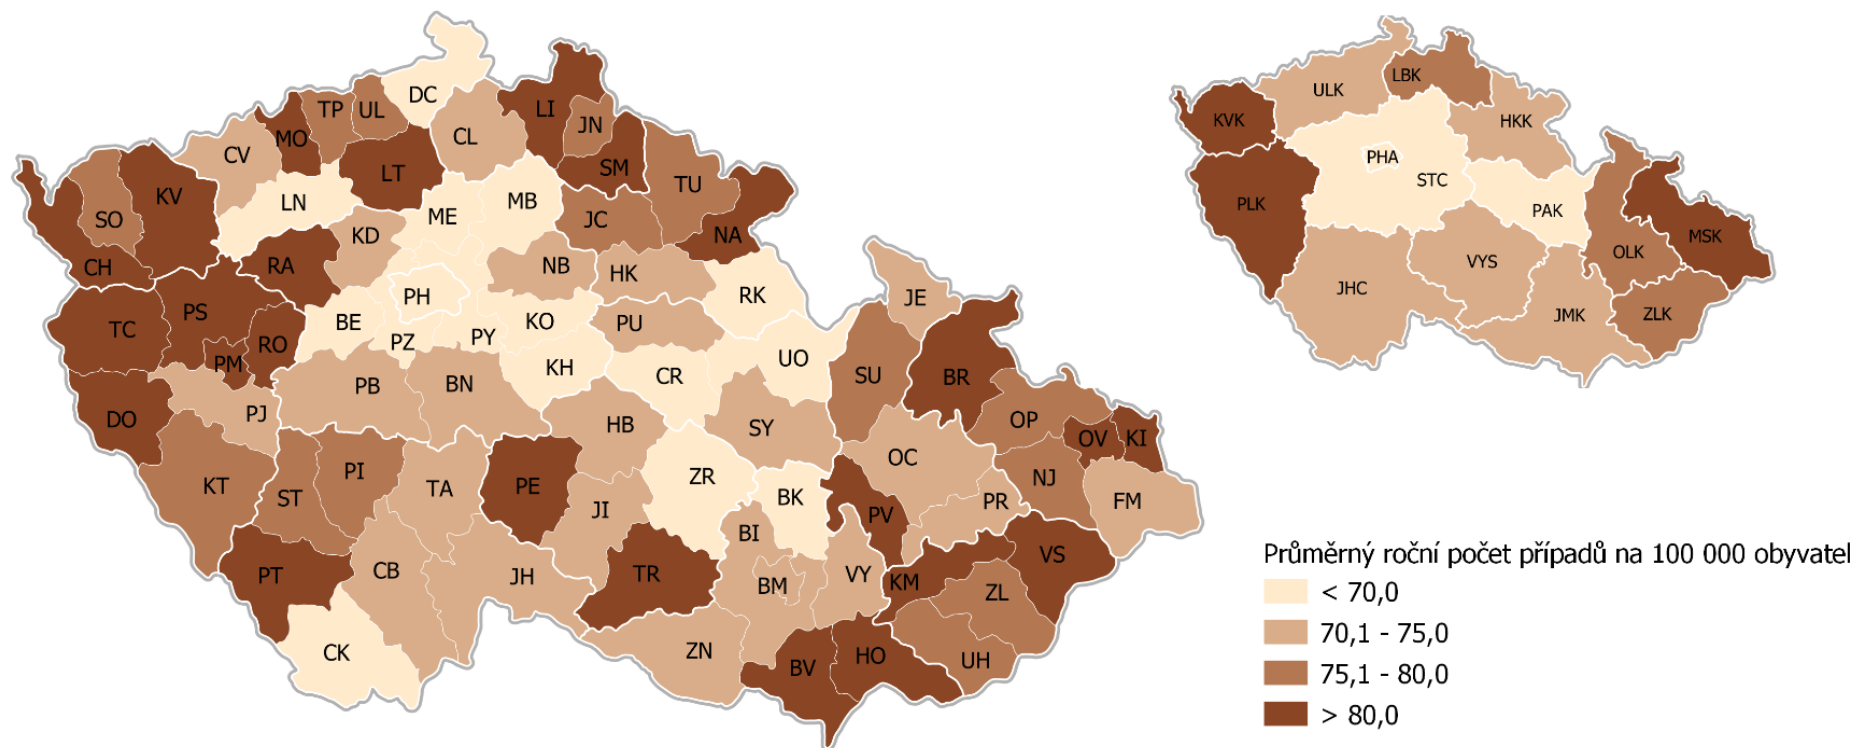 DC
TP
UL
LI
JN
MO
CL
CV
LT
SM
KV
SO
LN
MB
TU
ME
JC
KD
NA
CH
RA
NB
HK
PH
RK
JE
TC
PS
BE
KO
PU
RO
PZ
PY
PM
KH
UO
PB
BN
CR
SU
BR
DO
PJ
HB
SY
OP
OV
KI
KT
PI
ST
TA
PE
ZR
OC
NJ
BK
PR
FM
JI
PV
BI
PT
CB
JH
TR
BM
VY
KM
VS
ZL
CK
ZN
BV
HO
UH
LBK
ULK
KVK
HKK
PHA
STC
PLK
PAK
MSK
OLK
VYS
JHC
JMK
ZLK
Průměrný roční počet případů na 100 000 obyvatel
< 70,0
70,1 - 75,0
75,1 - 80,0
> 80,0